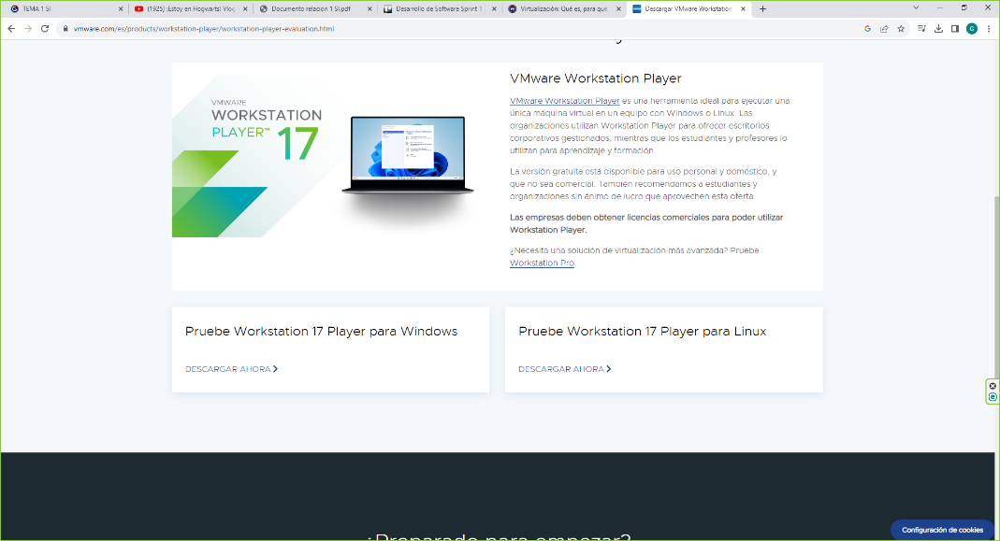 TEMA 1 SI
(1925) ¡Estoy en Hogwarts! Vlog
Documento relacion 1 SI.pdf
Desarrollo de Software Sprint 1
Virtualización: Qué es, para qué
Descargar VMware Workstation
vmware.com/es/products/workstation-player/workstation-player-evaluation.html
G
VMWARE
WORKSTATION
PLAYER™ 17
VMware Workstation Player
VMware Workstation Player es una herramienta ideal para ejecutar una
única máquina virtual en un equipo con Windows o Linux. Las
organizaciones utilizan Workstation Player para ofrecer escritorios
corporativos gestionados, mientras que los estudiantes y profesores lo
utilizan para aprendizaje y formación.
La versión gratuita está disponible para uso personal y doméstico, y
que no sea comercial. También recomendamos a estudiantes y
organizaciones sin ánimo de lucro que aprovechen esta oferta.
Las empresas deben obtener licencias comerciales para poder utilizar
Workstation Player.
¿Necesita una solución de virtualización más avanzada? Pruebe
Workstation Pro.
Pruebe Workstation 17 Player para Windows
DESCARGAR AHORA
Pruebe Workstation 17 Player para Linux
DESCARGAR AHORA
¿Preparado para empezar?
Configuración de cookies